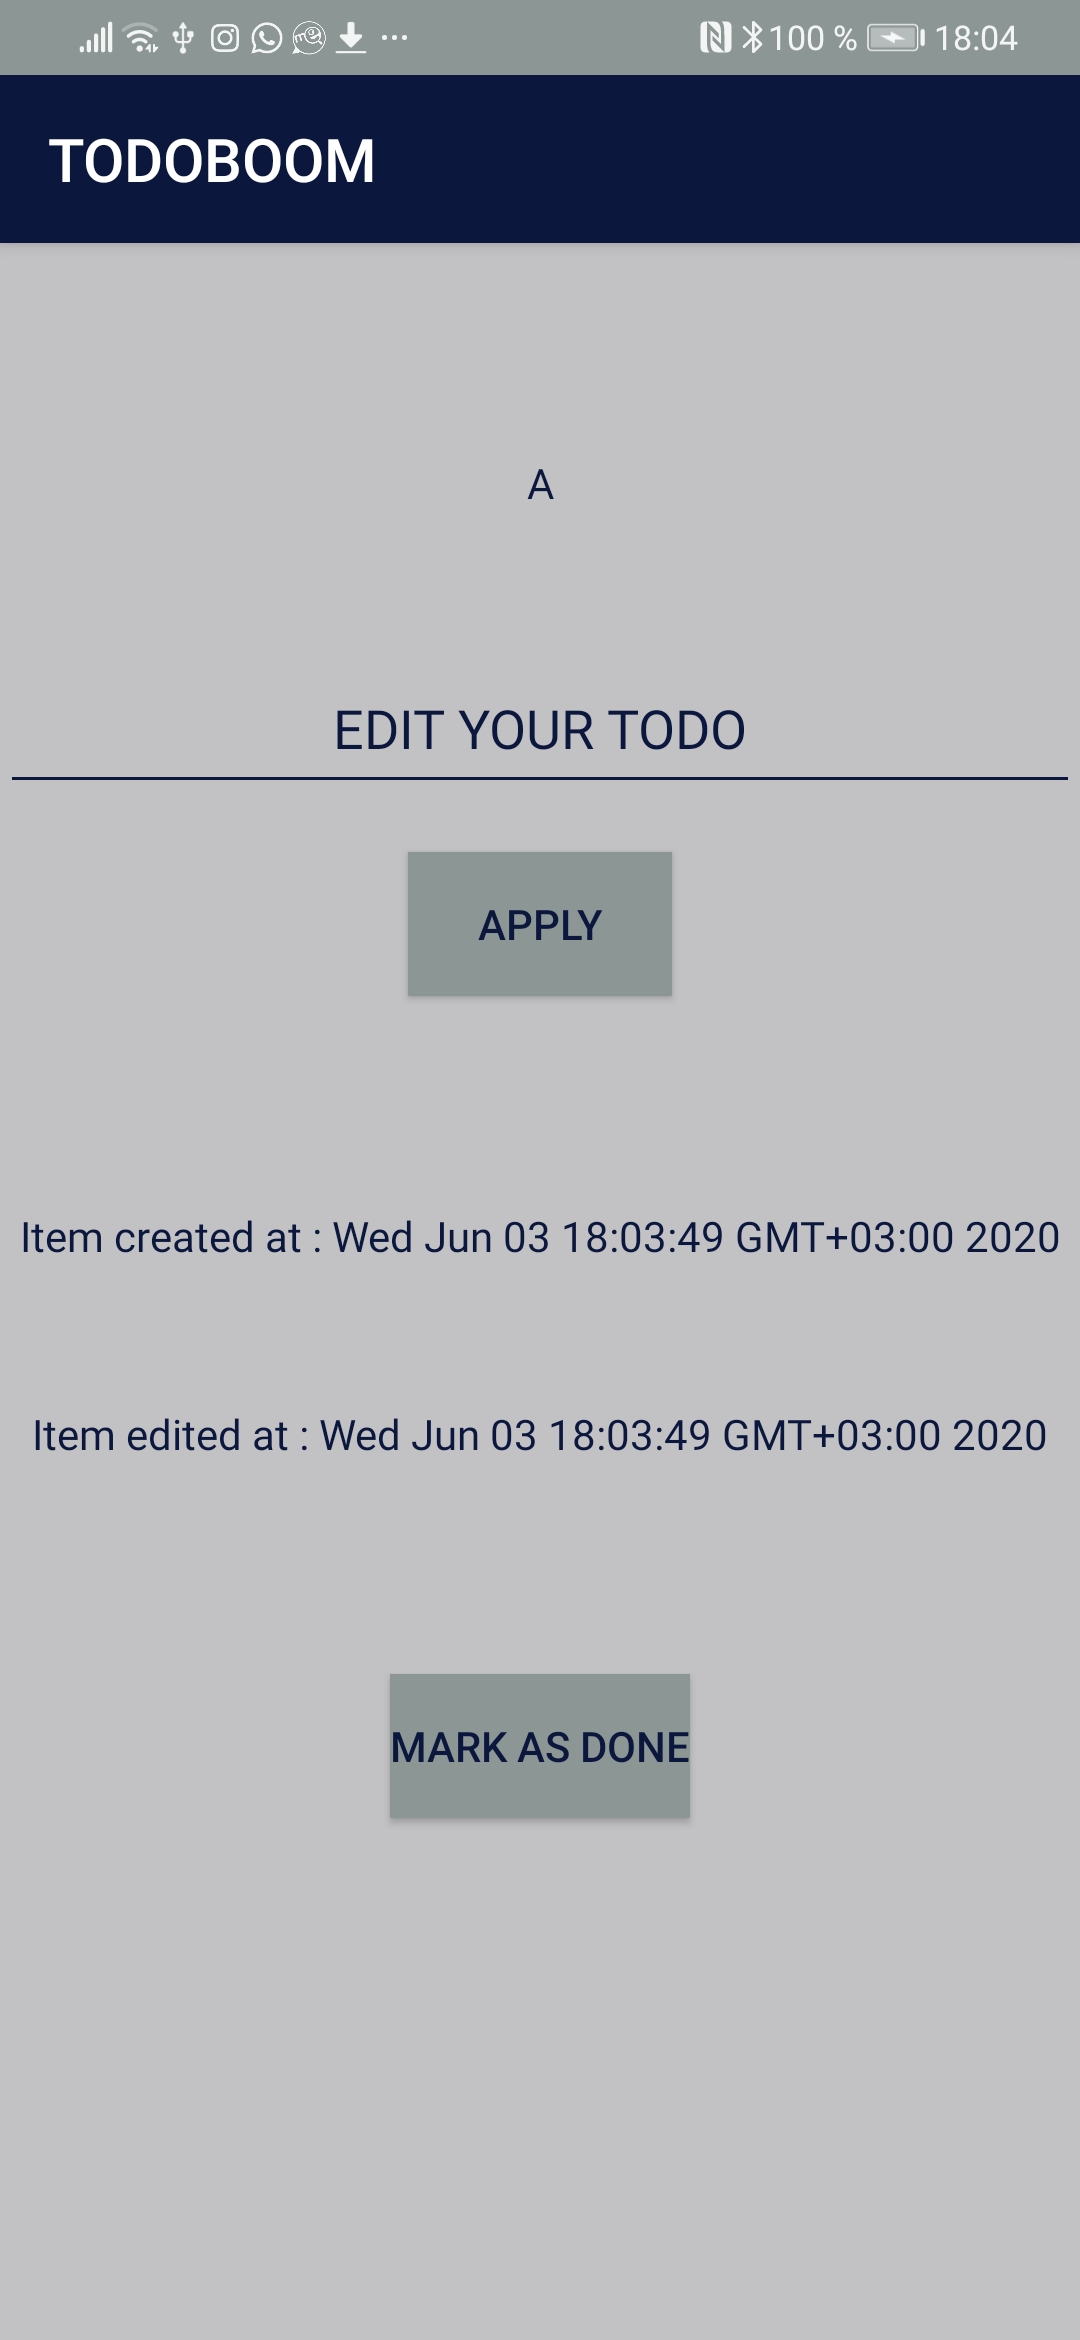 100 % 18:04
TODOBOOM
A
EDIT YOUR TODO
APPLY
Item created at : Wed Jun 03 18:03:49 GMT+03:00 2020
Item edited at : Wed Jun 03 18:03:49 GMT+03:00 2020
MARK AS DONE